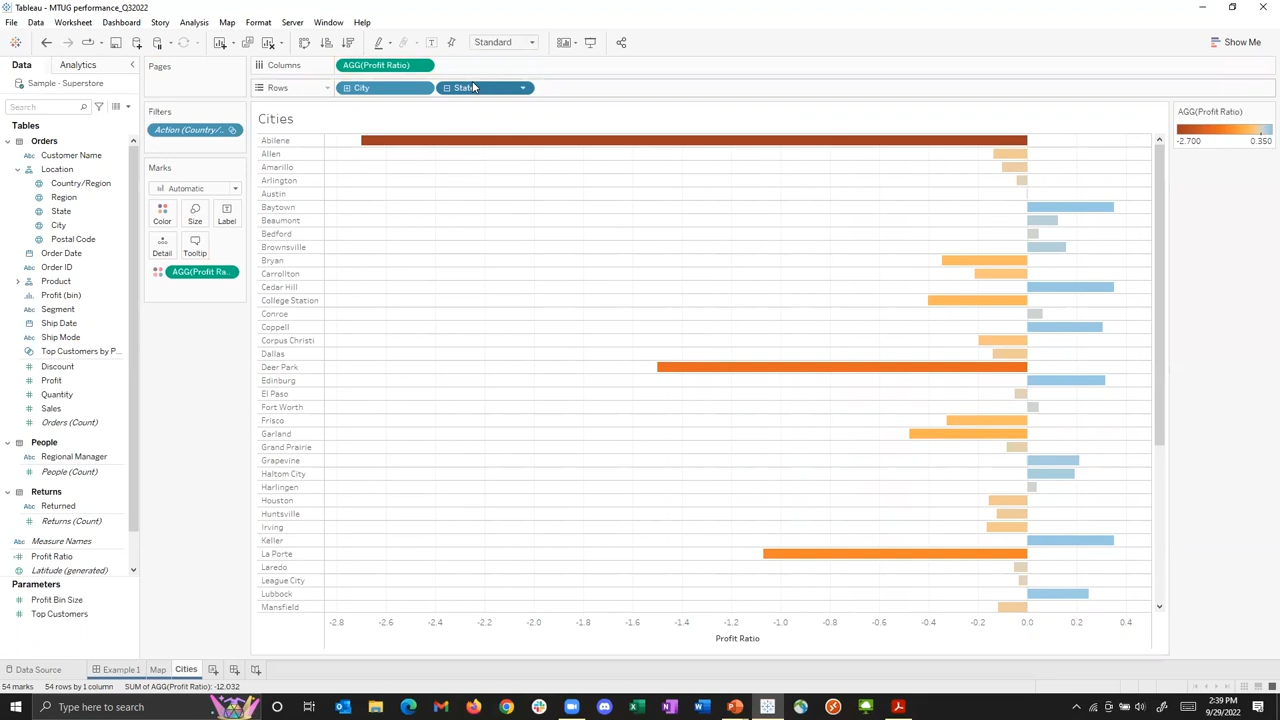 Tableau - MTUG performance_Q32022
File Data Worksheet Dashboard Story Analysis Map Format Server Window Help
Standard
Show Me
Data Analytics
Sample - Superstore
Search
Tables
Orders
Customer Name
Location
Country/Region
Region
State
City
Postal Code
Order Date
Order ID
Product
Profit (bin)
Segment
Ship Date
Ship Mode
Top Customers by P...
Discount
Profit
Quantity
Sales
Orders (Count)
People
Regional Manager
People (Count)
Returns
Returned
Returns (Count)
Measure Names
Profit Ratio
Latitude (generated)
Parameters
Profit Bin Size
Top Customers
Pages
Filters
Action (Country/..
Marks
Automatic
Color Size Label
Detail Tooltip
AGG(Profit Ra..
Columns AGG(Profit Ratio)
Rows City
Cities
Abilene
Allen
Amarillo
Arlington
Austin
Baytown
Beaumont
Bedford
Brownsville
Bryan
Carrollton
Cedar Hill
College Station
Conroe
Coppell
Corpus Christi
Dallas
Deer Park
Edinburg
El Paso
Fort Worth
Frisco
Garland
Grand Prairie
Grapevine
Haltom City
Harlingen
Houston
Huntsville
Irving
Keller
La Porte
Laredo
League City
Lubbock
Mansfield
-2.8 -2.6 -2.4 -2.2 -2.0 -1.8 -1.6 -1.4 -1.2 -1.0 -0.8 -0.6 -0.4 -0.2 0.0 0.2 0.4
Profit Ratio
AGG(Profit Ratio)
-2.700 0.350
Data Source Example 1 Map Cities
54 marks 54 rows by 1 column SUM of AGG(Profit Ratio): -12.032
Type here to search
2:39 PM
9/29/2022